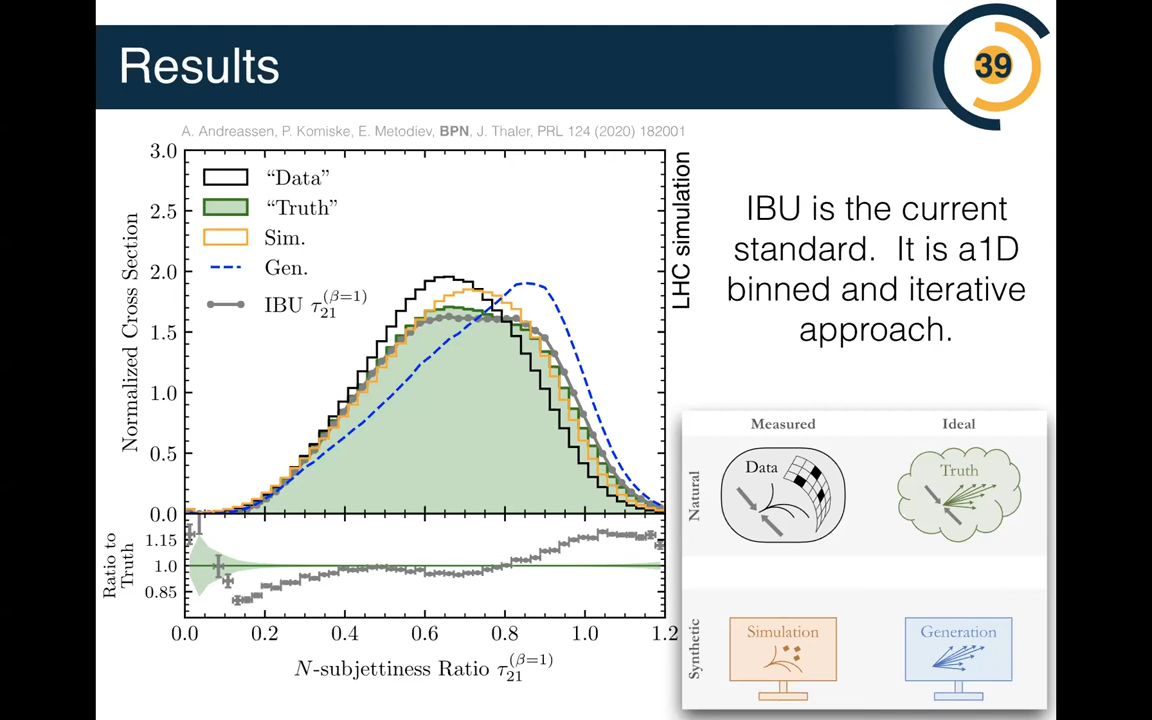 Results
39
A. Andreassen, P. Komiske, E. Metodiev, BPN, J. Thaler, PRL 124 (2020) 182001
3.0
2.5
2.0
1.5
1.0
0.5
0.0
Normalized Cross Section
“Data”
“Truth”
Sim.
Gen.
IBU τ21(β=1)
LHC simulation
1.15
1.0
0.85
Ratio to
Truth
0.0 0.2 0.4 0.6 0.8 1.0 1.2
N-subjettiness Ratio τ21(β=1)
IBU is the current
standard. It is a1D
binned and iterative
approach.
Measured Ideal
Natural
Data
Truth
Synthetic
Simulation
Generation